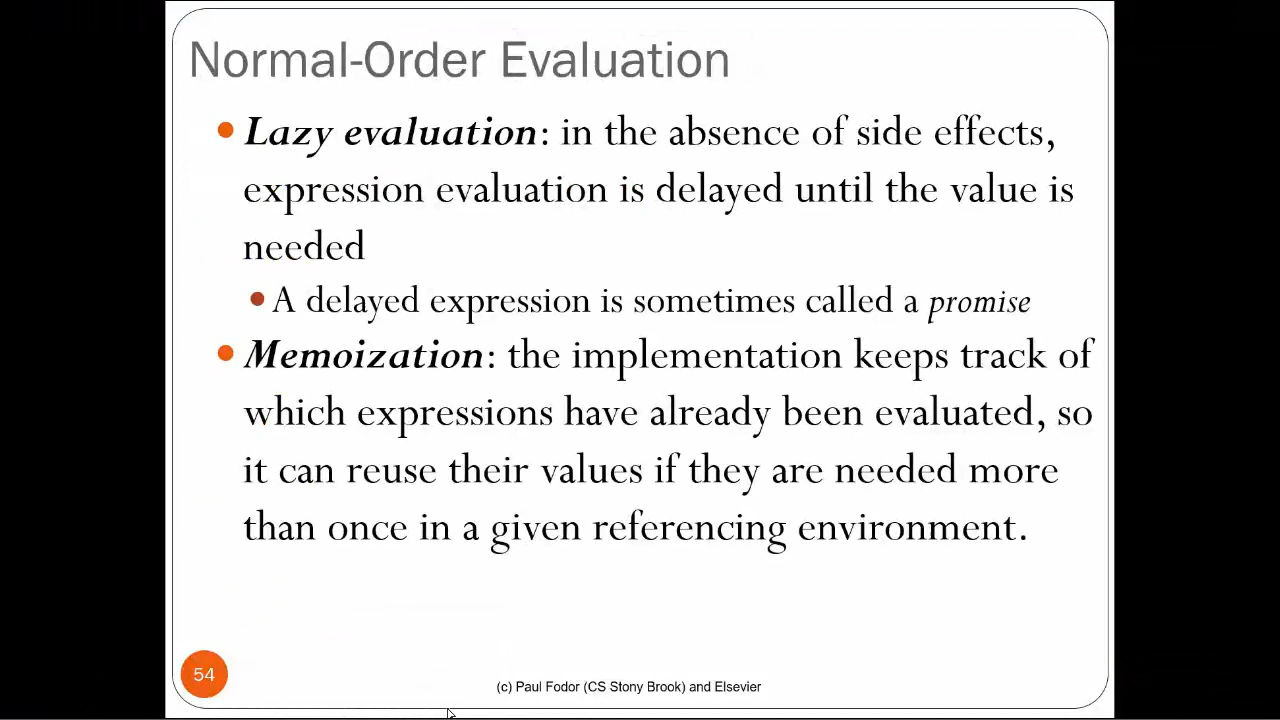 Normal-Order Evaluation
• Lazy evaluation: in the absence of side effects,
expression evaluation is delayed until the value is
needed
• A delayed expression is sometimes called a promise
• Memoization: the implementation keeps track of
which expressions have already been evaluated, so
it can reuse their values if they are needed more
than once in a given referencing environment.
54
(c) Paul Fodor (CS Stony Brook) and Elsevier